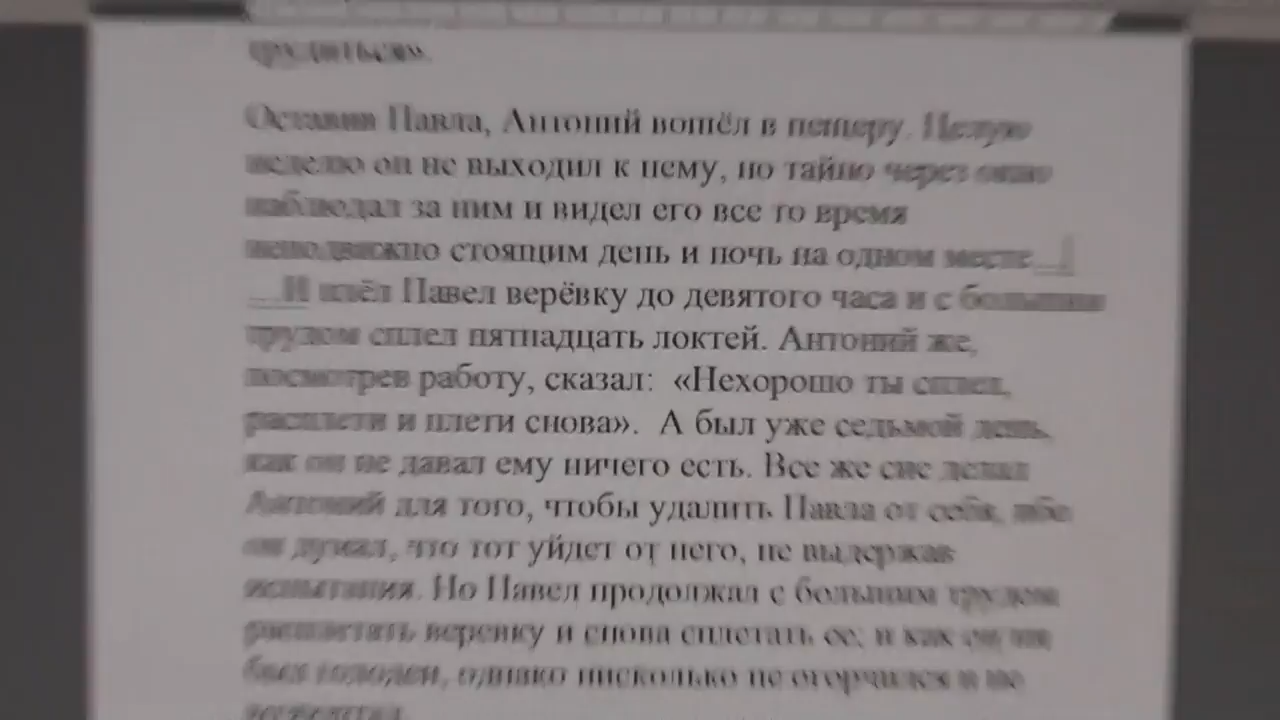 трудиться».
Оставив Павла, Антоний вошёл в пещеру. Целую
неделю он не выходил к нему, но тайно через окно
наблюдал за ним и видел его все то время
неподвижно стоящим день и ночь на одном месте...
...И плёл Павел верёвку до девятого часа и с большим
трудом сплел пятнадцать локтей. Антоний же,
посмотрев работу, сказал: «Нехорошо ты сплел,
расплети и плети снова». А был уже седьмой день,
как он не давал ему ничего есть. Все же сие делал
Антоний для того, чтобы удалить Павла от себя, ибо
он думал, что тот уйдет от него, не выдержав
испытания. Но Павел продолжал с большим трудом
расплетать веревку и снова сплетать ее; и как он ни
был голоден, однако нисколько не огорчился и не